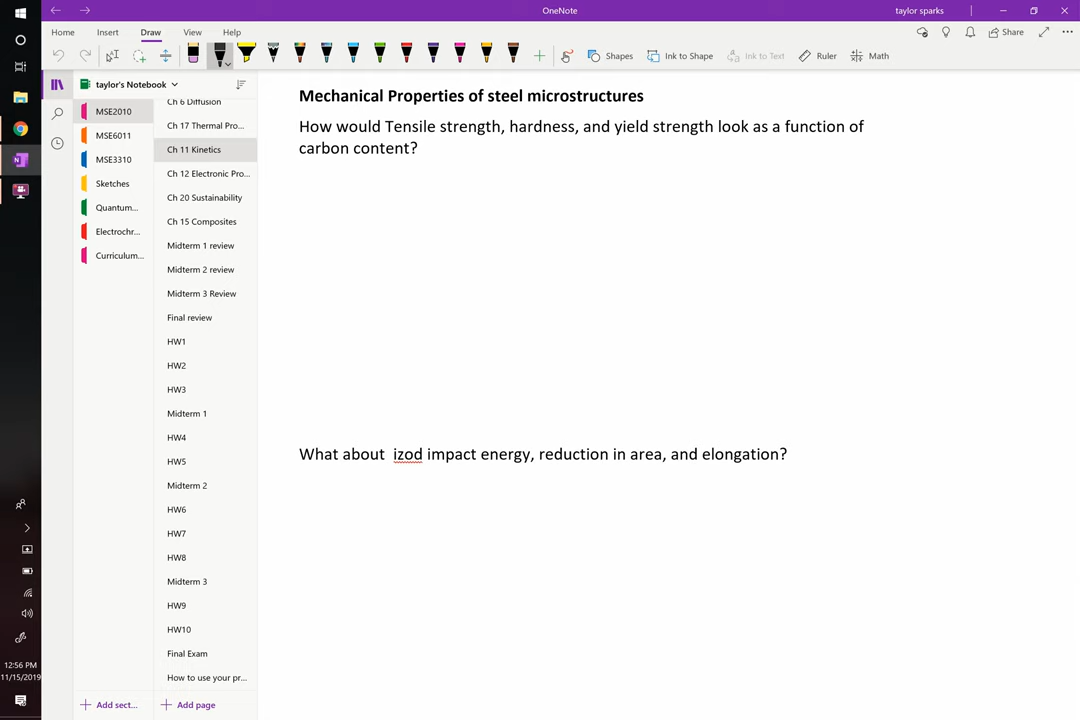 OneNote
taylor sparks
Home Insert Draw View Help
Share
Shapes Ink to Shape Ink to Text Ruler Math
taylor's Notebook
MSE2010
MSE6011
MSE3310
Sketches
Quantum...
Electrochr...
Curriculum...
Ch 6 Diffusion
Ch 17 Thermal Pro...
Ch 11 Kinetics
Ch 12 Electronic Pro...
Ch 20 Sustainability
Ch 15 Composites
Midterm 1 review
Midterm 2 review
Midterm 3 Review
Final review
HW1
HW2
HW3
Midterm 1
HW4
HW5
Midterm 2
HW6
HW7
HW8
Midterm 3
HW9
HW10
Final Exam
How to use your pr...
Add sect...
Add page
Mechanical Properties of steel microstructures
How would Tensile strength, hardness, and yield strength look as a function of
carbon content?
What about izod impact energy, reduction in area, and elongation?
12:56 PM
11/15/2019